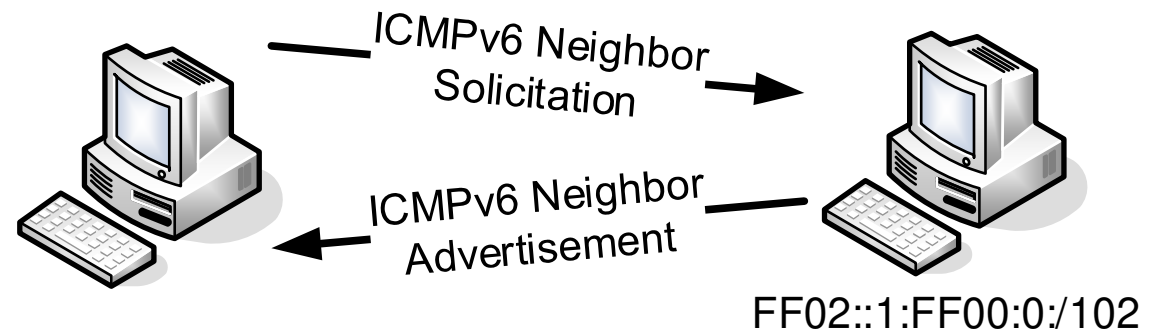 ICMPv6 Neighbor
Solicitation
ICMPv6 Neighbor
Advertisement
FF02::1:FF00:0:/102